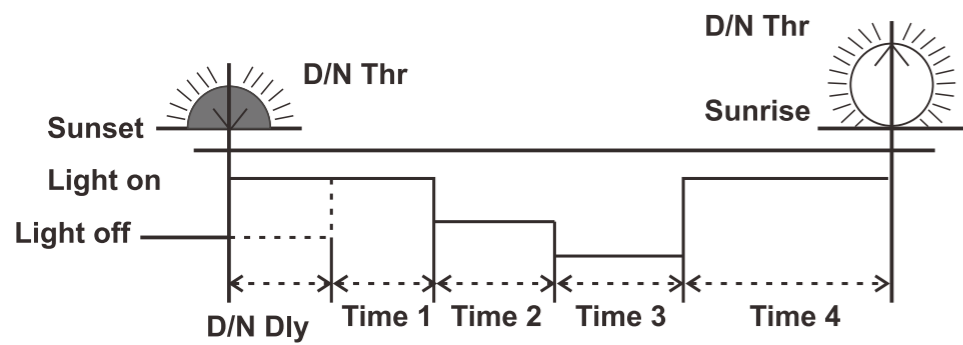 D/N Thr
D/N Thr
Sunset
Sunrise
Light on
Light off
D/N Dly
Time 1
Time 2
Time 3
Time 4